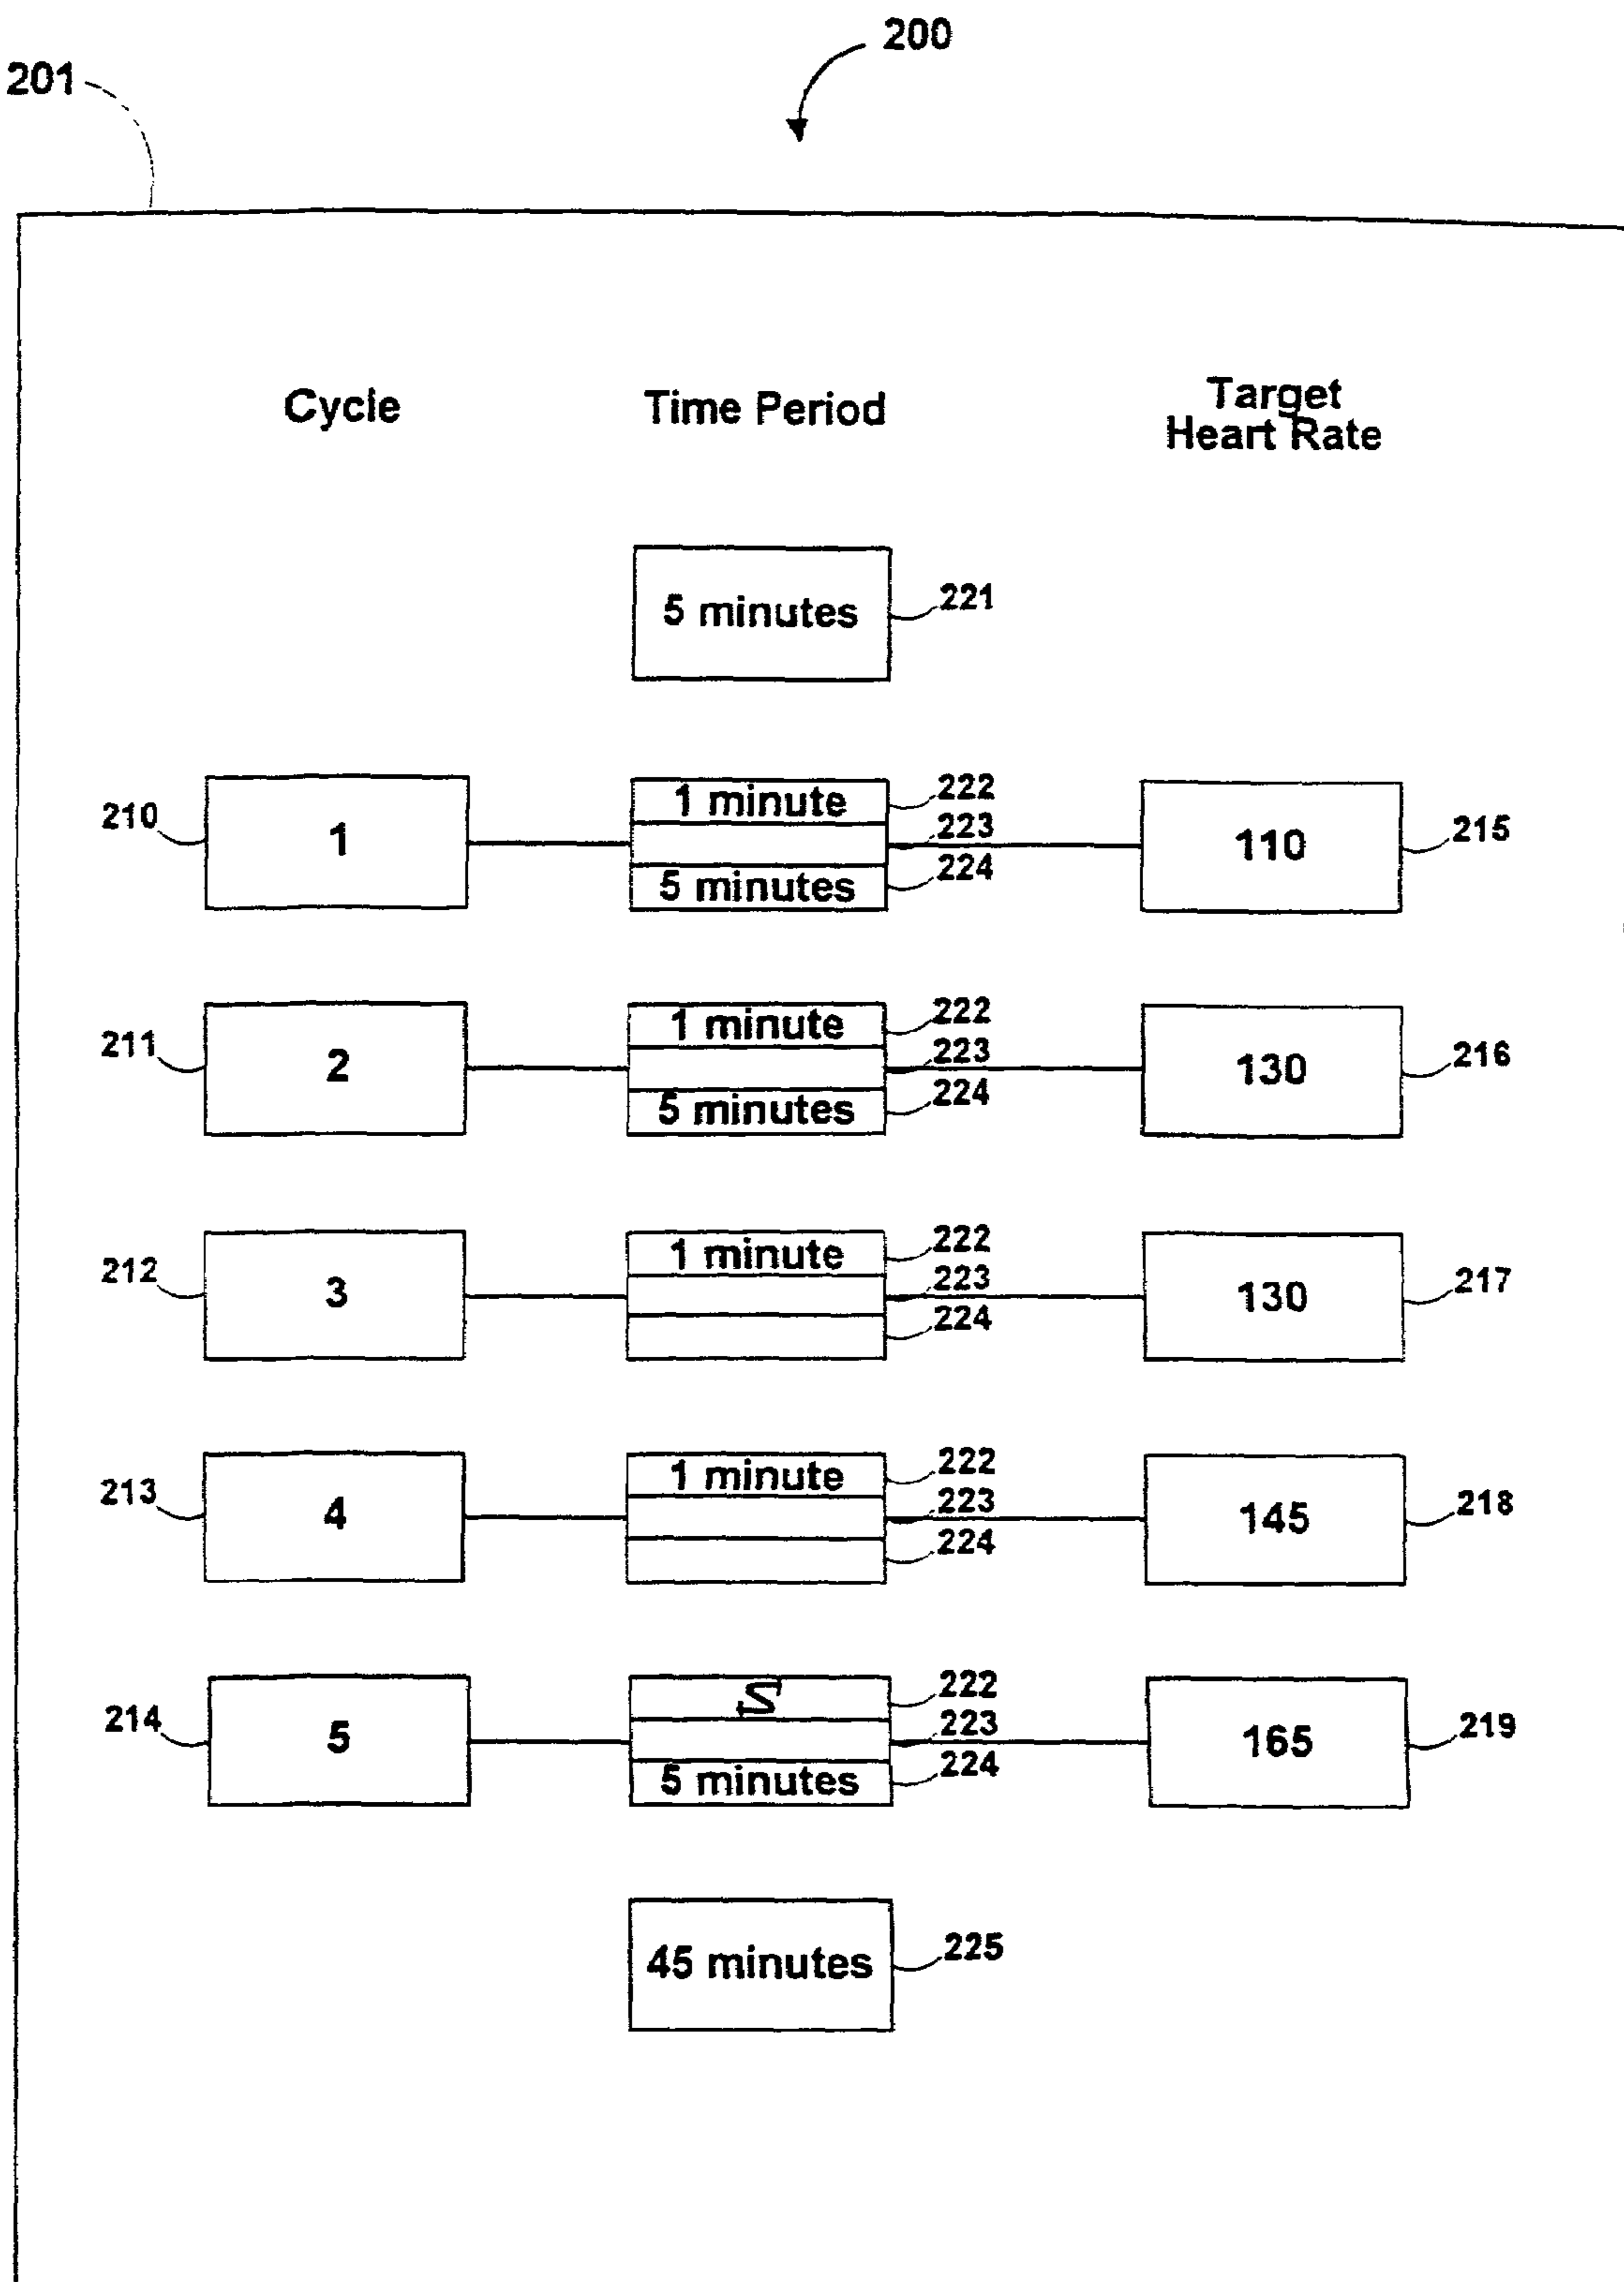 200
201
Cycle Time Period Target
Heart Rate
5 minutes 221
1 minute 222
210 1 223 110 215
5 minutes 224
1 minute 222
211 2 223 130 216
5 minutes 224
1 minute 222
212 3 223 130 217
224
1 minute 222
213 4 223 145 218
224
222
214 5 223 165 219
5 minutes 224
45 minutes 225